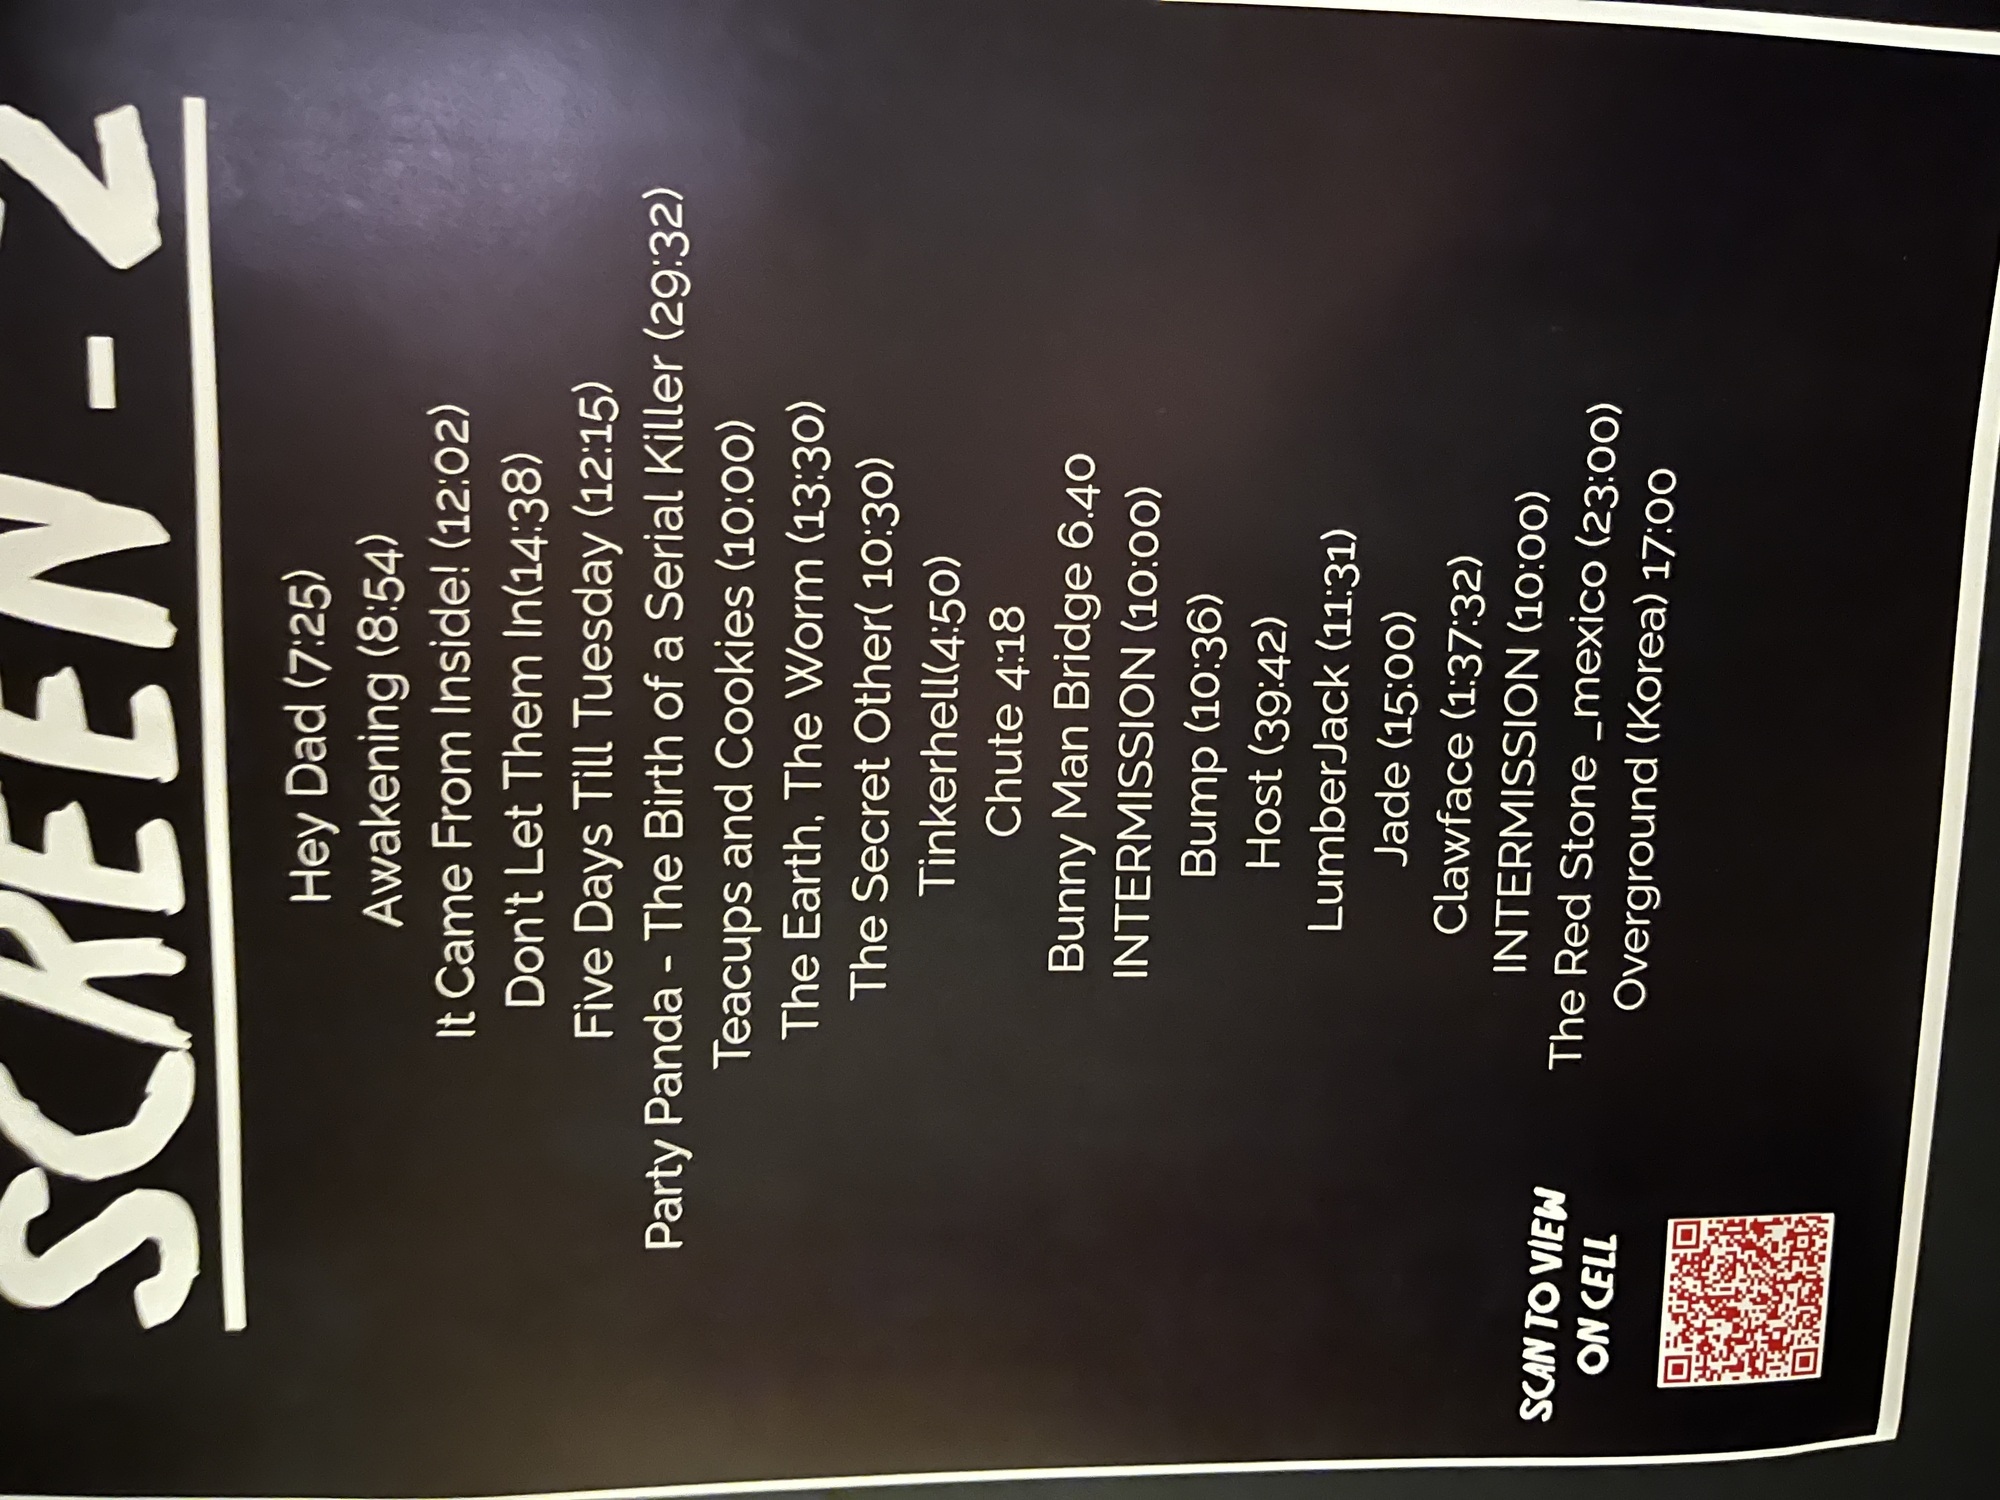 SCREEN - 2
Hey Dad (7:25)
Awakening (8:54)
It Came From Inside! (12:02)
Don't Let Them In(14:38)
Five Days Till Tuesday (12:15)
Party Panda - The Birth of a Serial Killer (29:32)
Teacups and Cookies (10:00)
The Earth, The Worm (13:30)
The Secret Other( 10:30)
Tinkerhell(4:50)
Chute 4:18
Bunny Man Bridge 6.40
INTERMISSION (10:00)
Bump (10:36)
Host (39:42)
LumberJack (11:31)
Jade (15:00)
Clawface (1:37:32)
INTERMISSION (10:00)
The Red Stone _mexico (23:00)
Overground (Korea) 17:00
SCAN TO VIEW
ON CELL